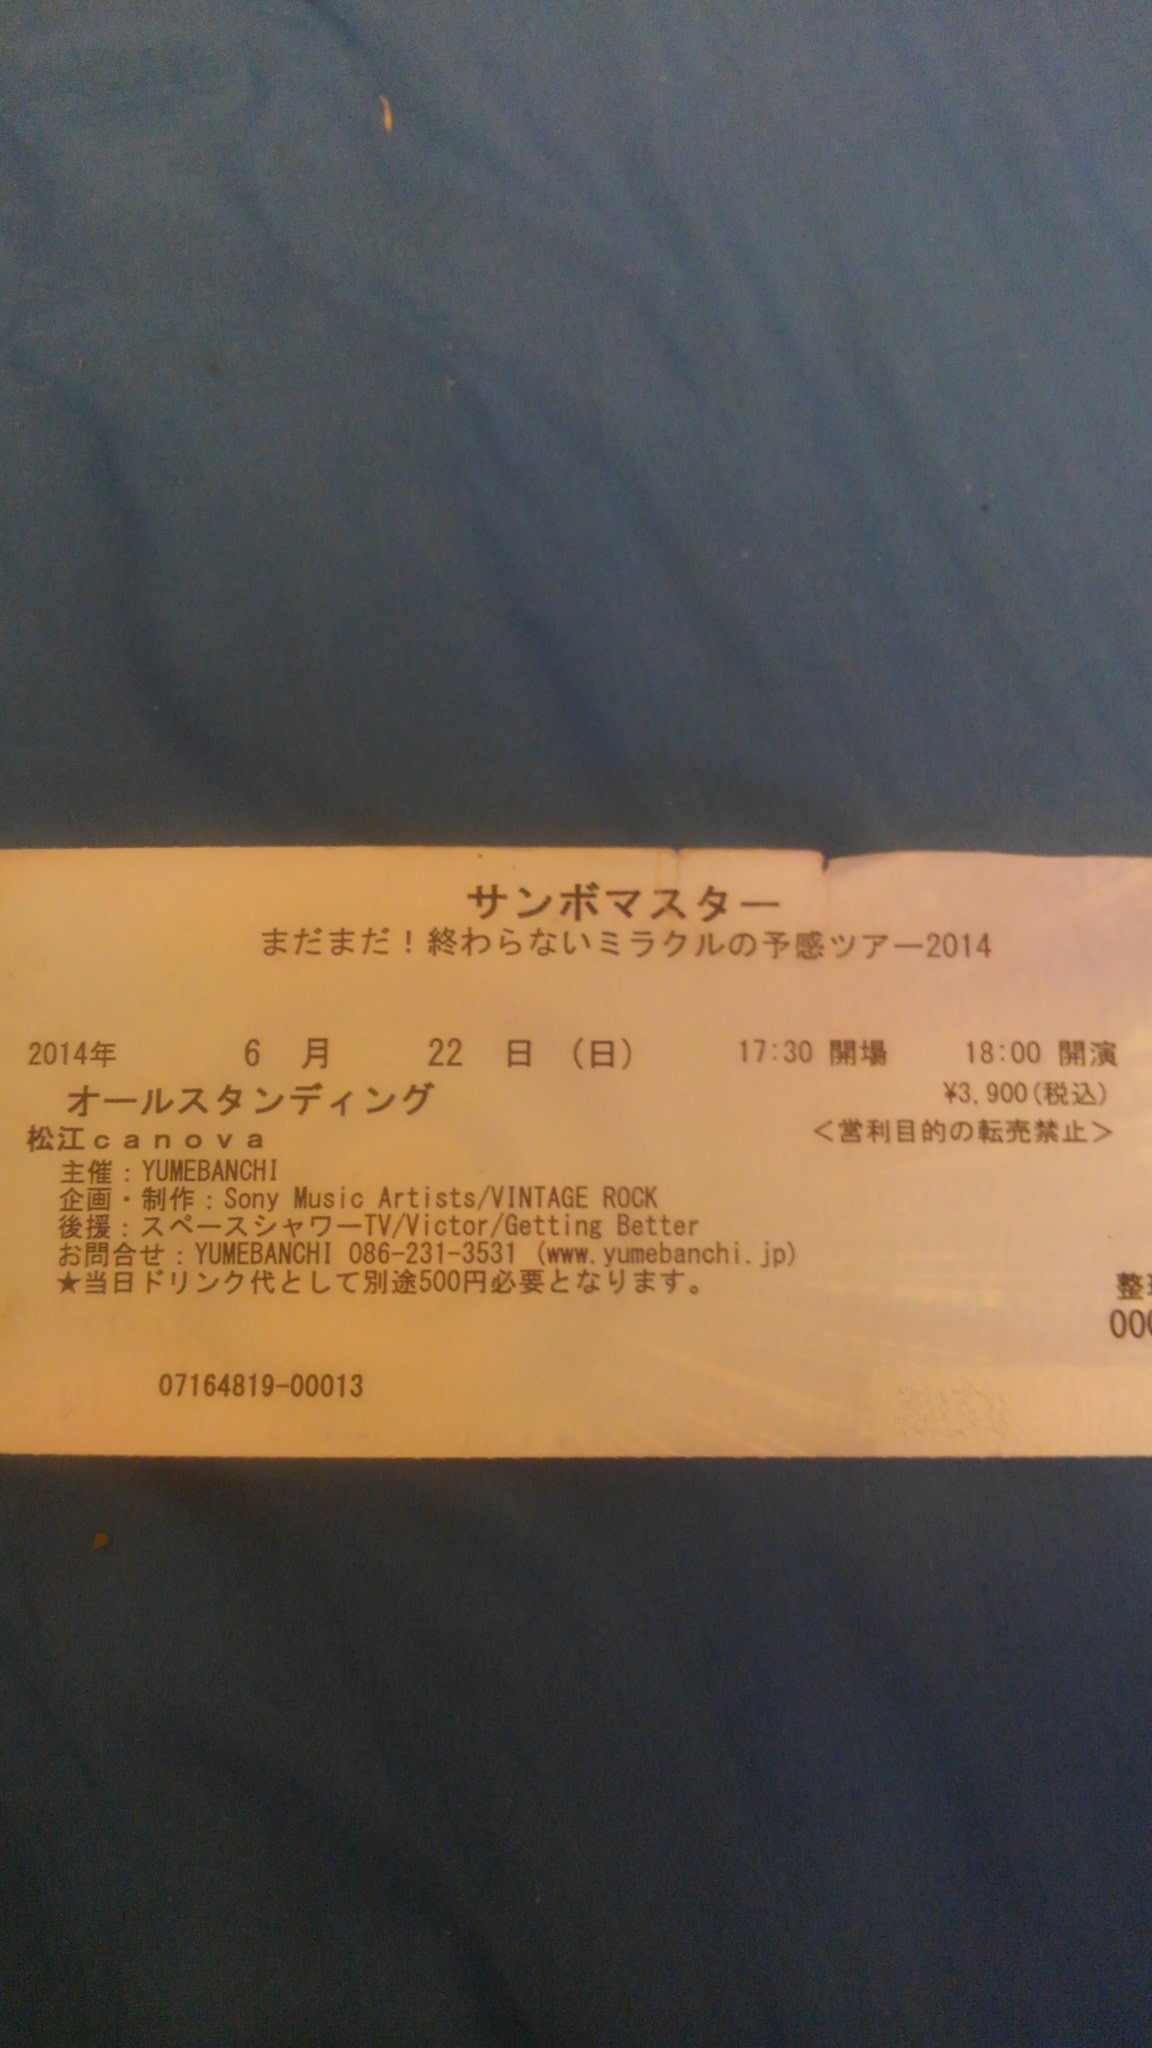 サンボマスター
まだまだ！終わらないミラクルの予感ツアー2014
2014年 6 月 22 日 (日) 17:30 開場 18:00 開演
オールスタンディング ¥3,900(税込)
松江canova ＜営利目的の転売禁止＞
主催：YUMEBANCHI
企画・制作：Sony Music Artists/VINTAGE ROCK
後援：スペースシャワーTV/Victor/Getting Better
お問合せ：YUMEBANCHI 086-231-3531 (www.yumebanchi.jp)
★当日ドリンク代として別途500円必要となります。
整
000
07164819-00013